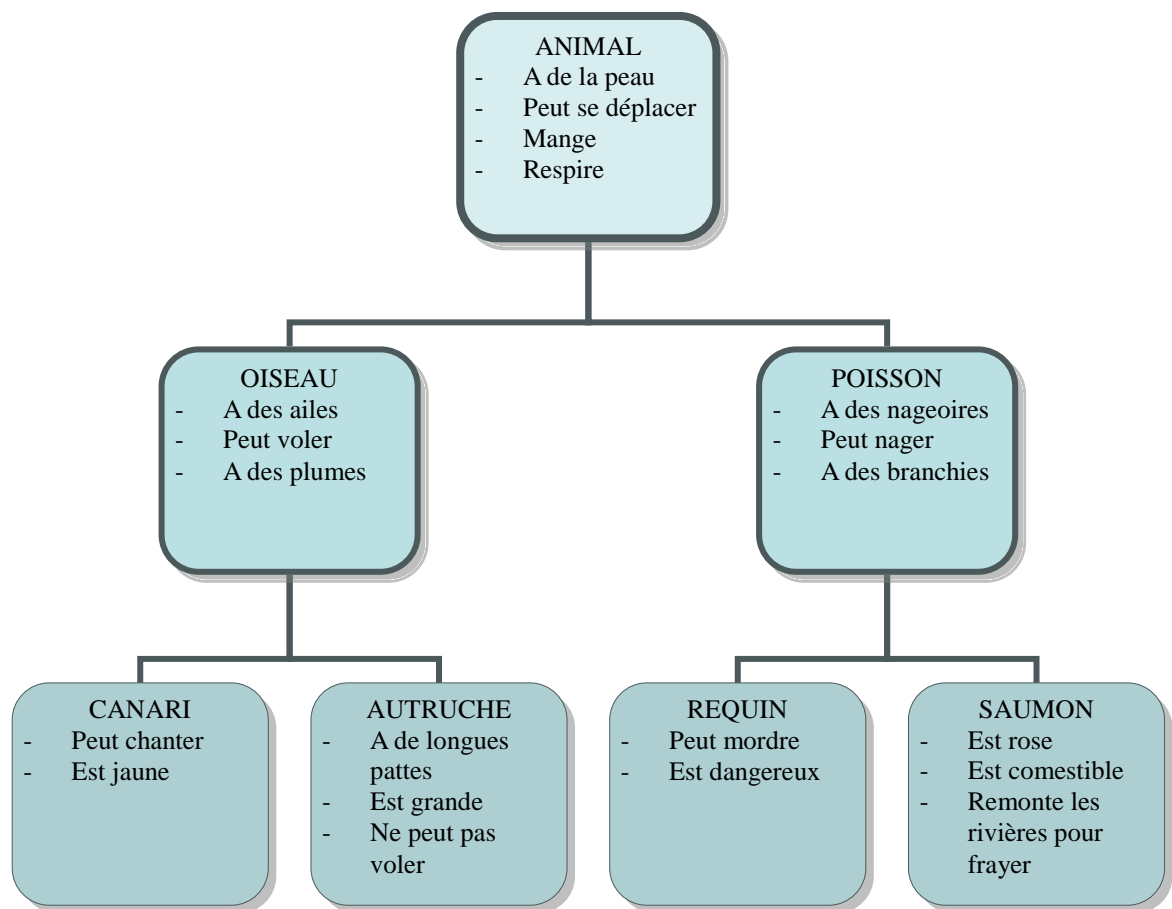 ANIMAL
- A de la peau
- Peut se déplacer
- Mange
- Respire
OISEAU
- A des ailes
- Peut voler
- A des plumes
POISSON
- A des nageoires
- Peut nager
- A des branchies
CANARI
- Peut chanter
- Est jaune
AUTRUCHE
- A de longues
pattes
- Est grande
- Ne peut pas
voler
REQUIN
- Peut mordre
- Est dangereux
SAUMON
- Est rose
- Est comestible
- Remonte les
rivières pour
frayer